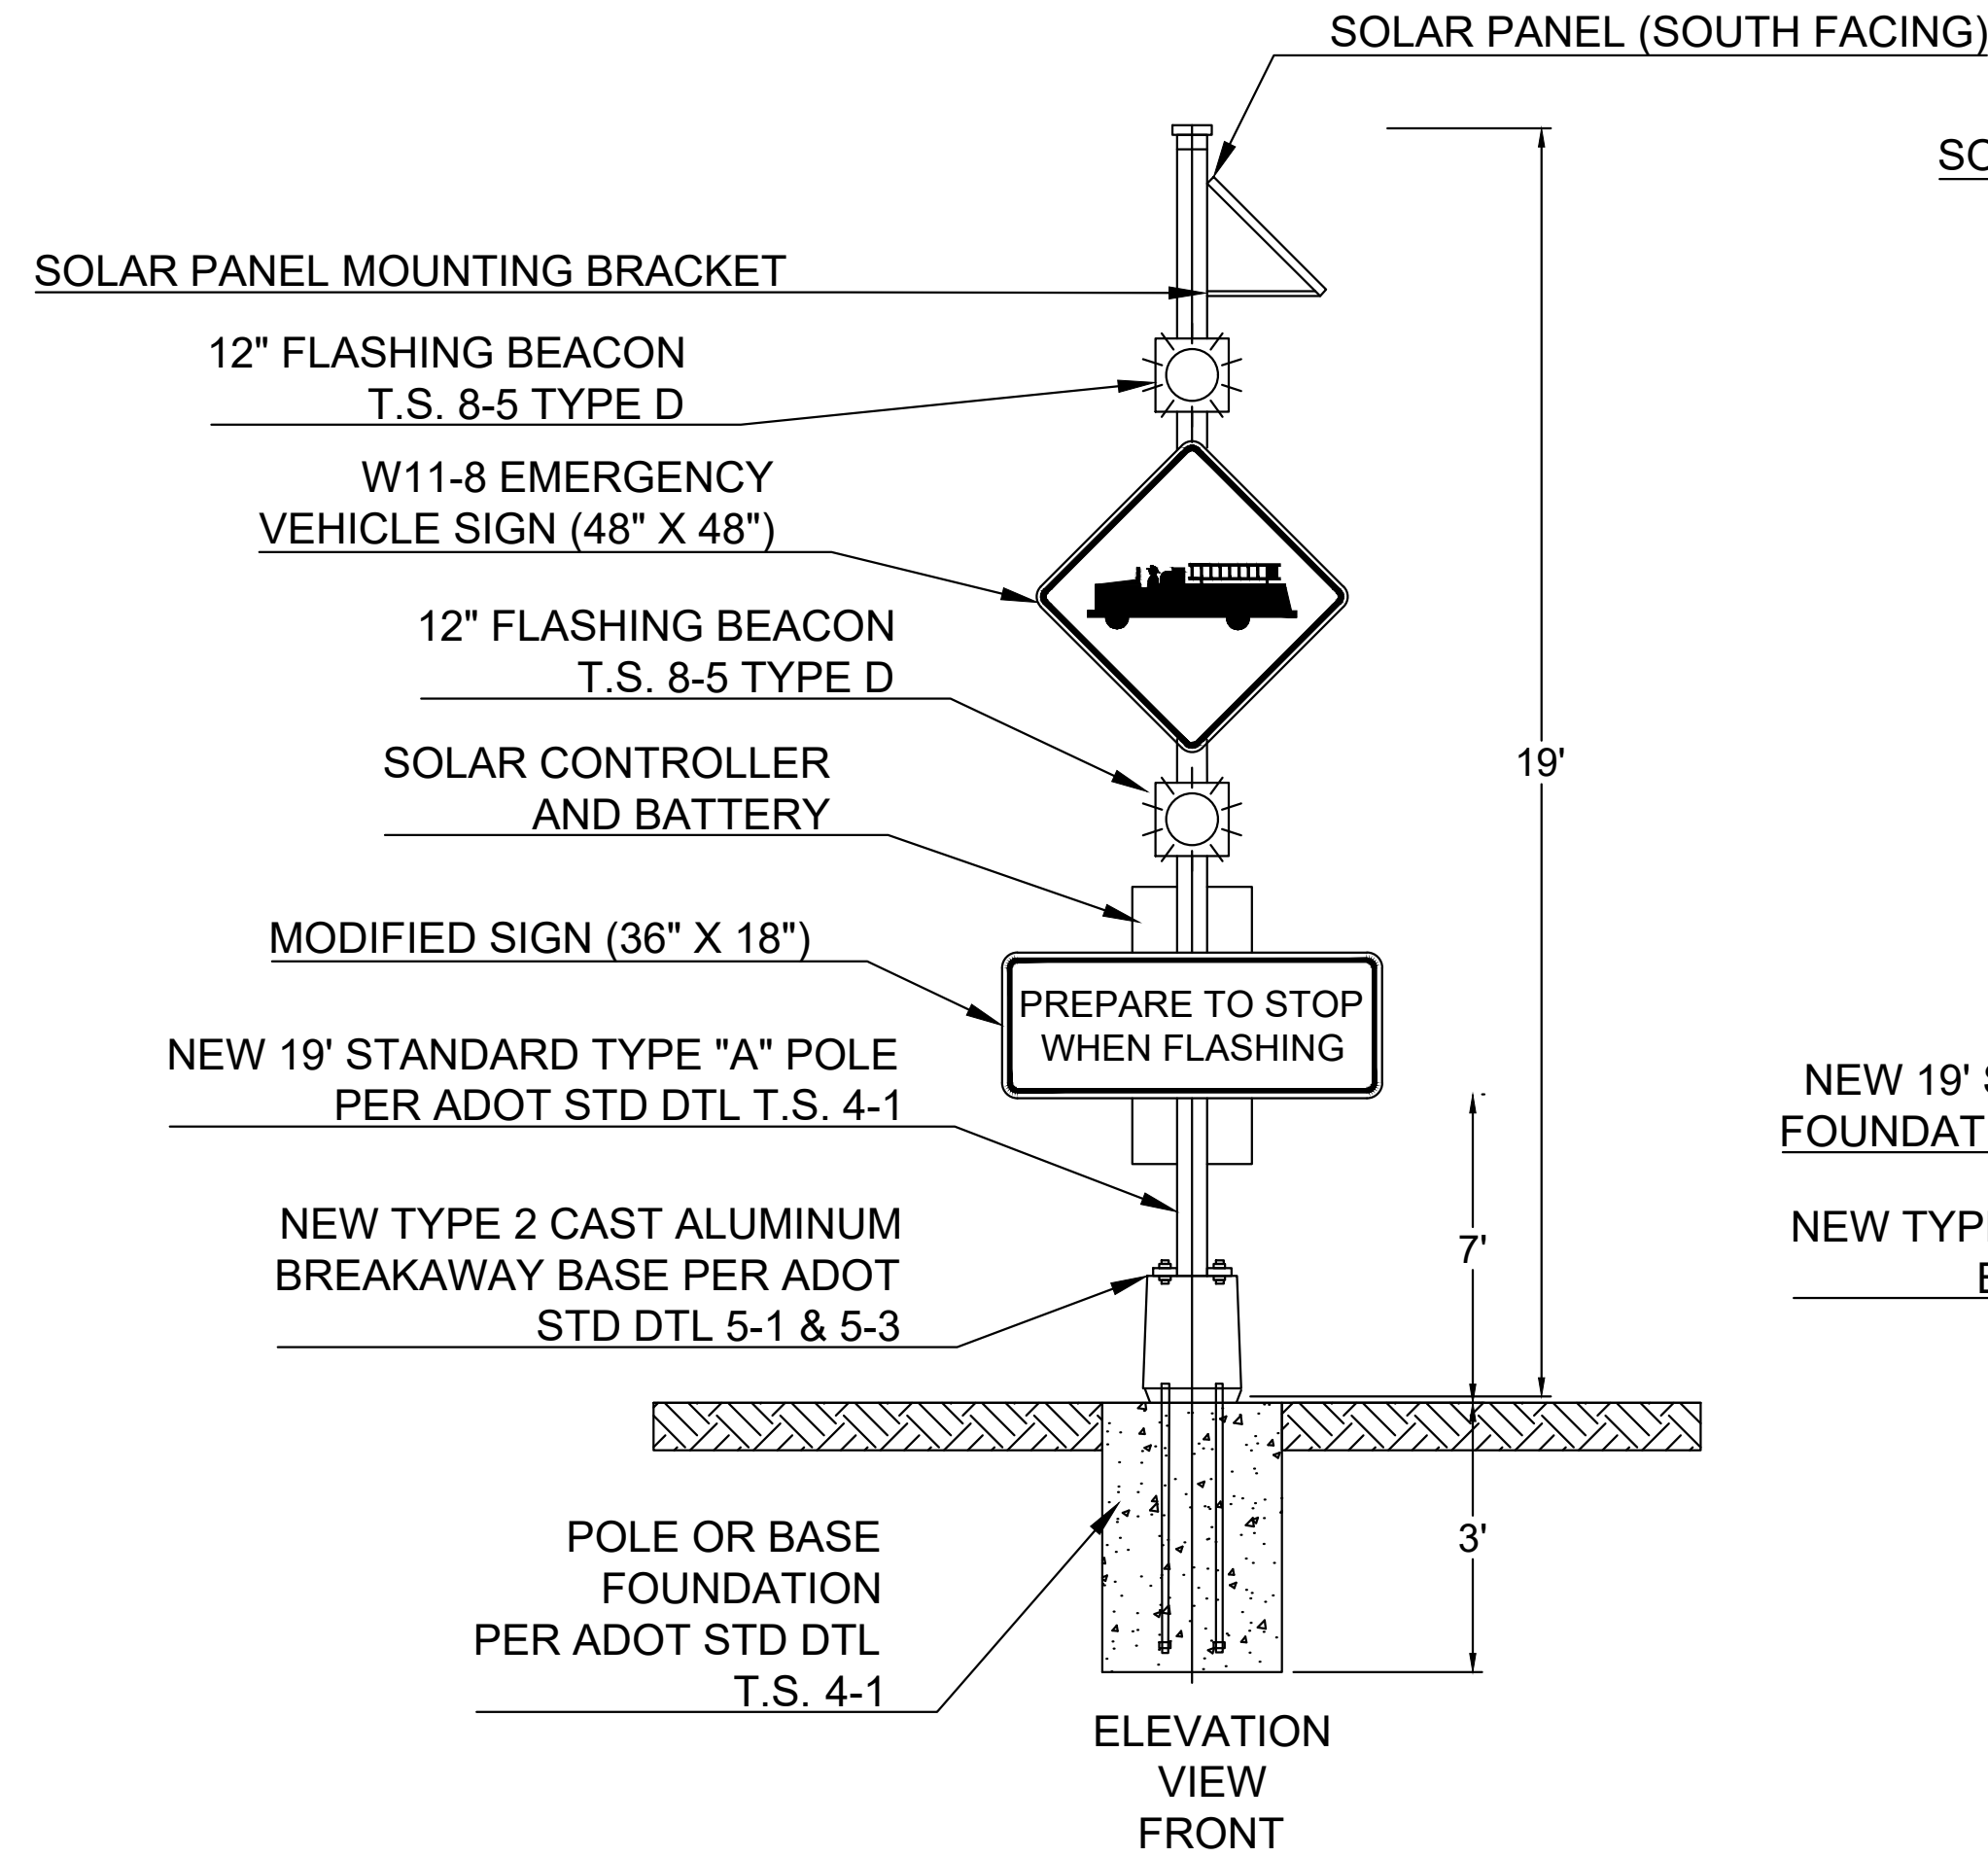 SOLAR PANEL (SOUTH FACING)
SOLAR PANEL MOUNTING BRACKET
12" FLASHING BEACON
T.S. 8-5 TYPE D
W11-8 EMERGENCY
VEHICLE SIGN (48" X 48")
12" FLASHING BEACON
T.S. 8-5 TYPE D
SOLAR CONTROLLER
AND BATTERY
MODIFIED SIGN (36" X 18")
PREPARE TO STOP
WHEN FLASHING
NEW 19' STANDARD TYPE "A" POLE
PER ADOT STD DTL T.S. 4-1
NEW TYPE 2 CAST ALUMINUM
BREAKAWAY BASE PER ADOT
STD DTL 5-1 & 5-3
POLE OR BASE
FOUNDATION
PER ADOT STD DTL
T.S. 4-1
19'
7'
3'
ELEVATION
VIEW
FRONT
NEW 19'
NEW